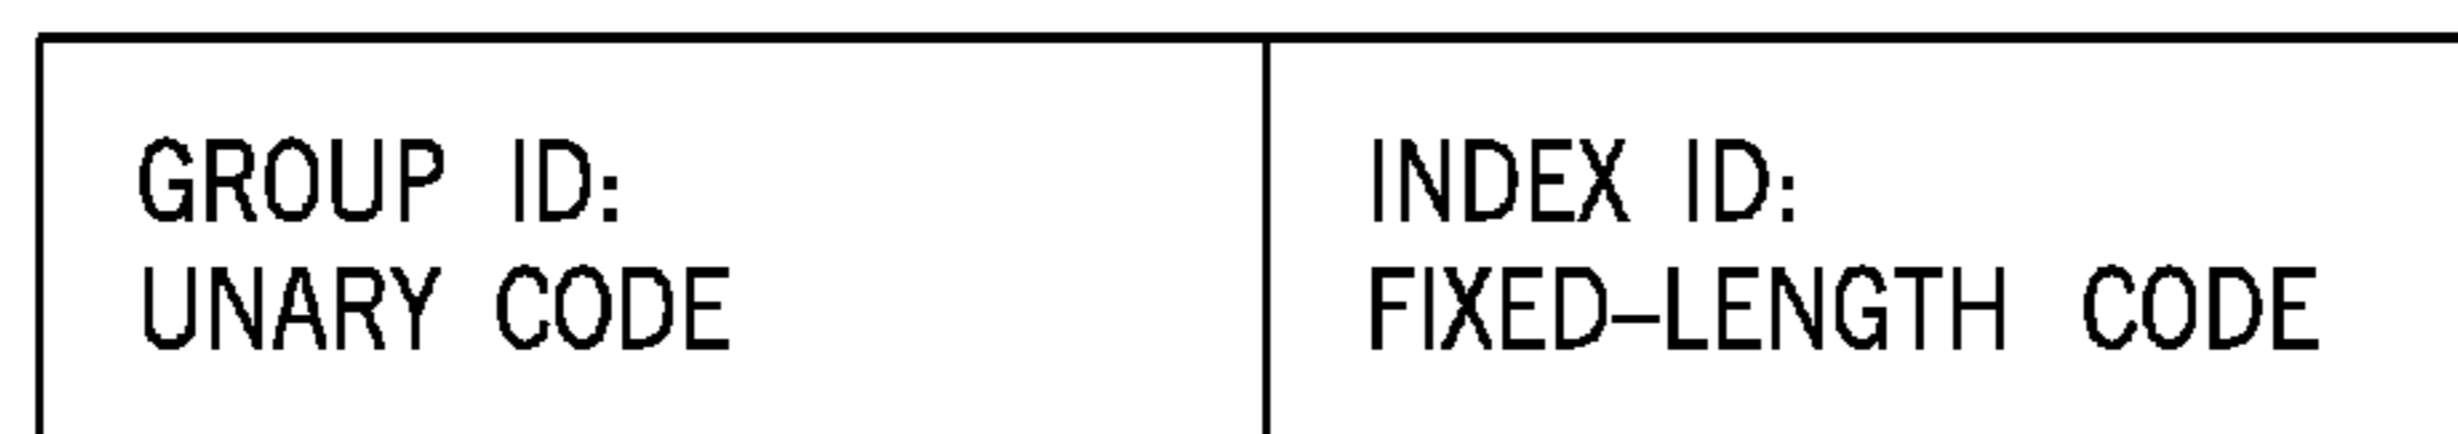 GROUP ID:
UNARY CODE
INDEX ID:
FIXED–LENGTH CODE